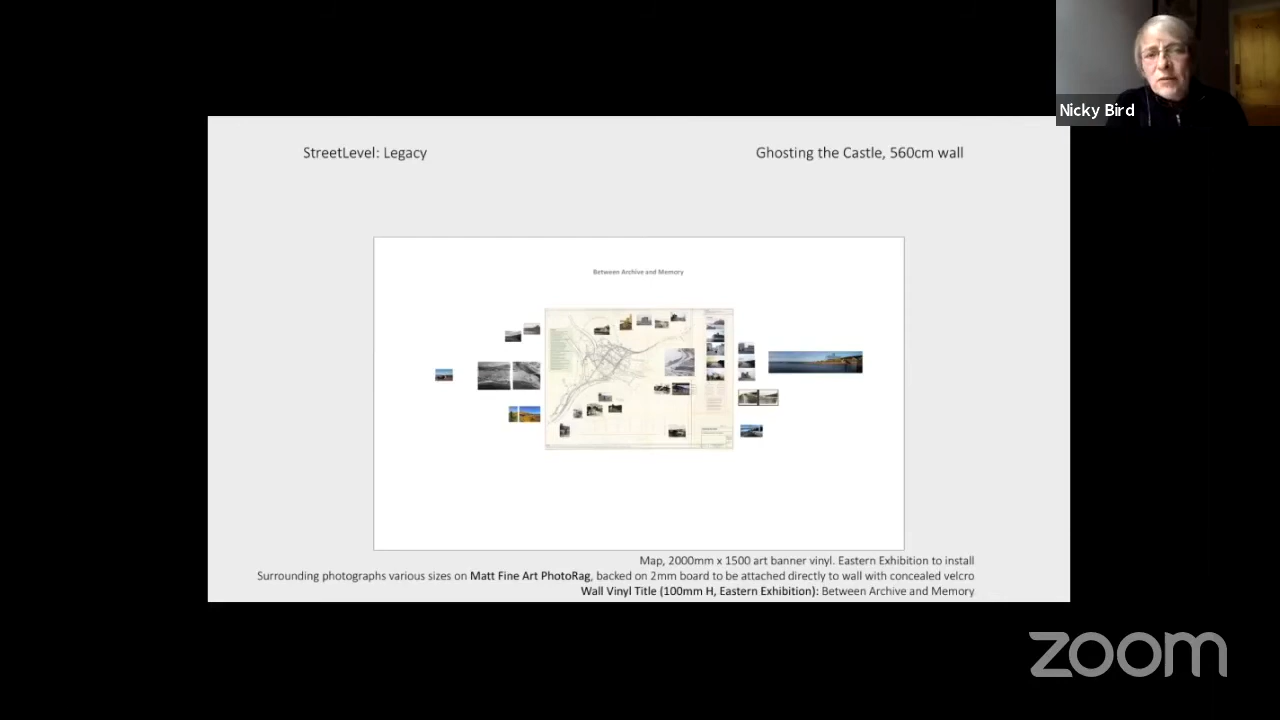 Nicky Bird
StreetLevel: Legacy
Ghosting the Castle, 560cm wall
Between Archive and Memory
Map, 2000mm x 1500 art banner vinyl. Eastern Exhibition to install
Surrounding photographs various sizes on Matt Fine Art PhotoRag, backed on 2mm board to be attached directly to wall with concealed velcro
Wall Vinyl Title (100mm H, Eastern Exhibition): Between Archive and Memory
zoom